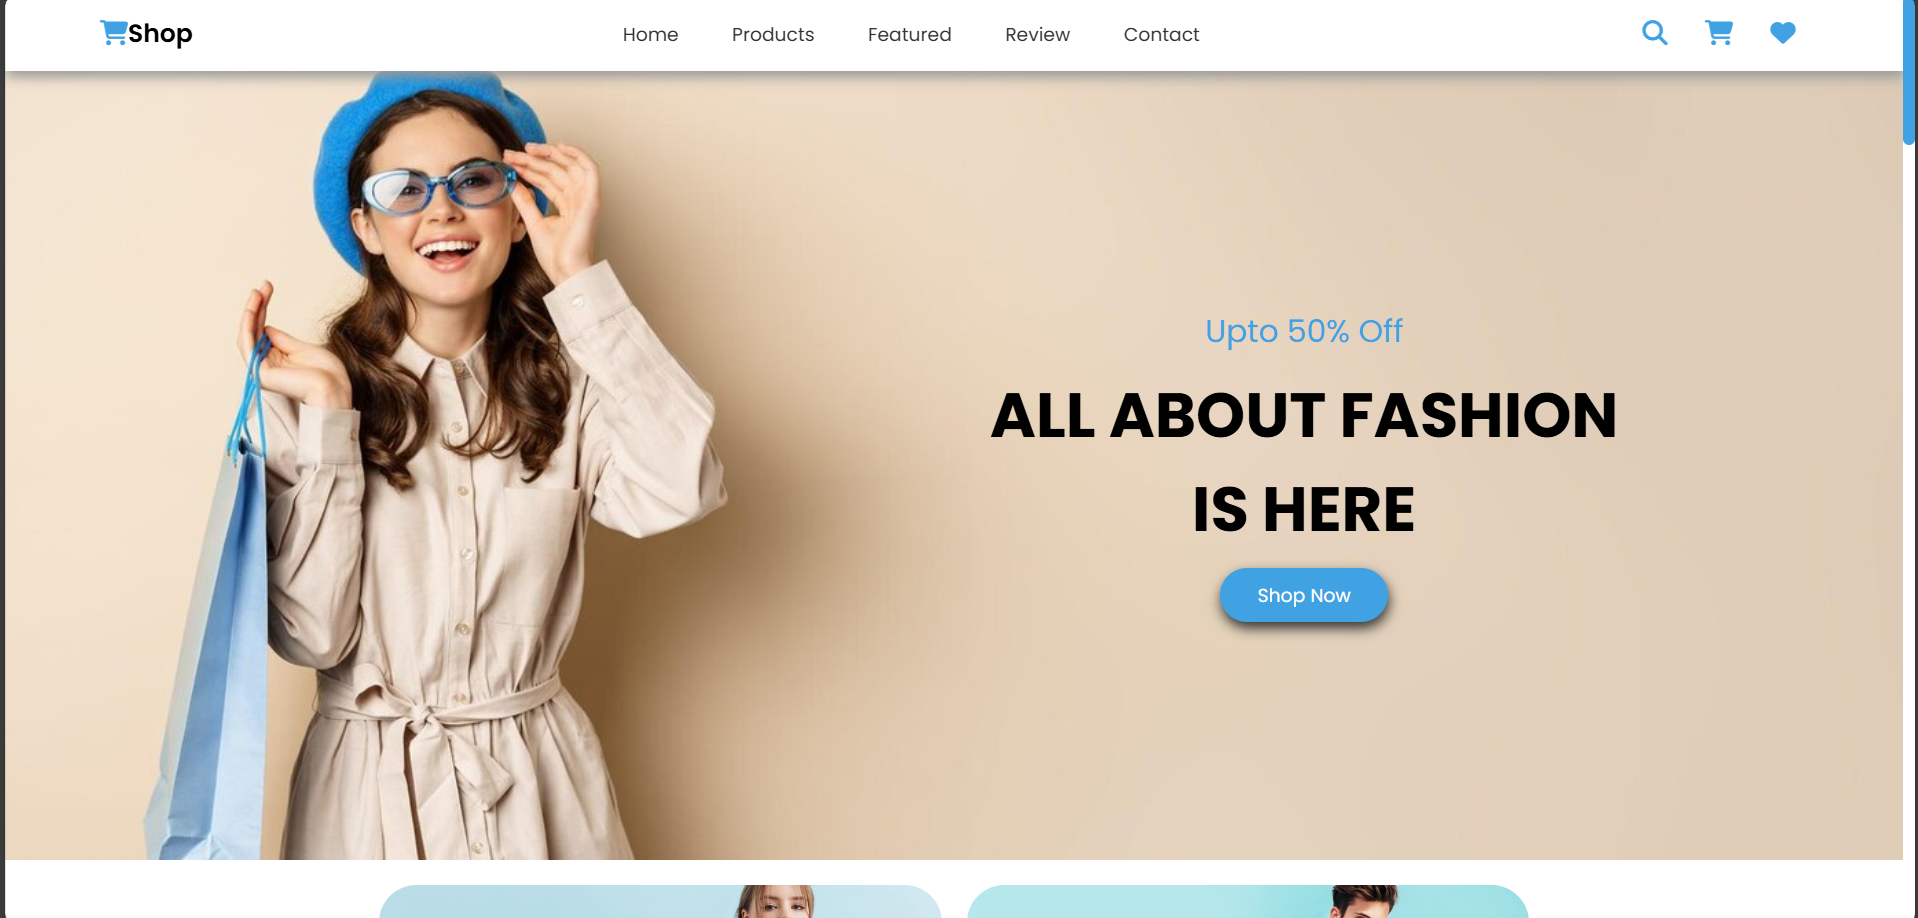 Shop
Home
Products
Featured
Review
Contact
Upto 50% Off
ALL ABOUT FASHION
IS HERE
Shop Now